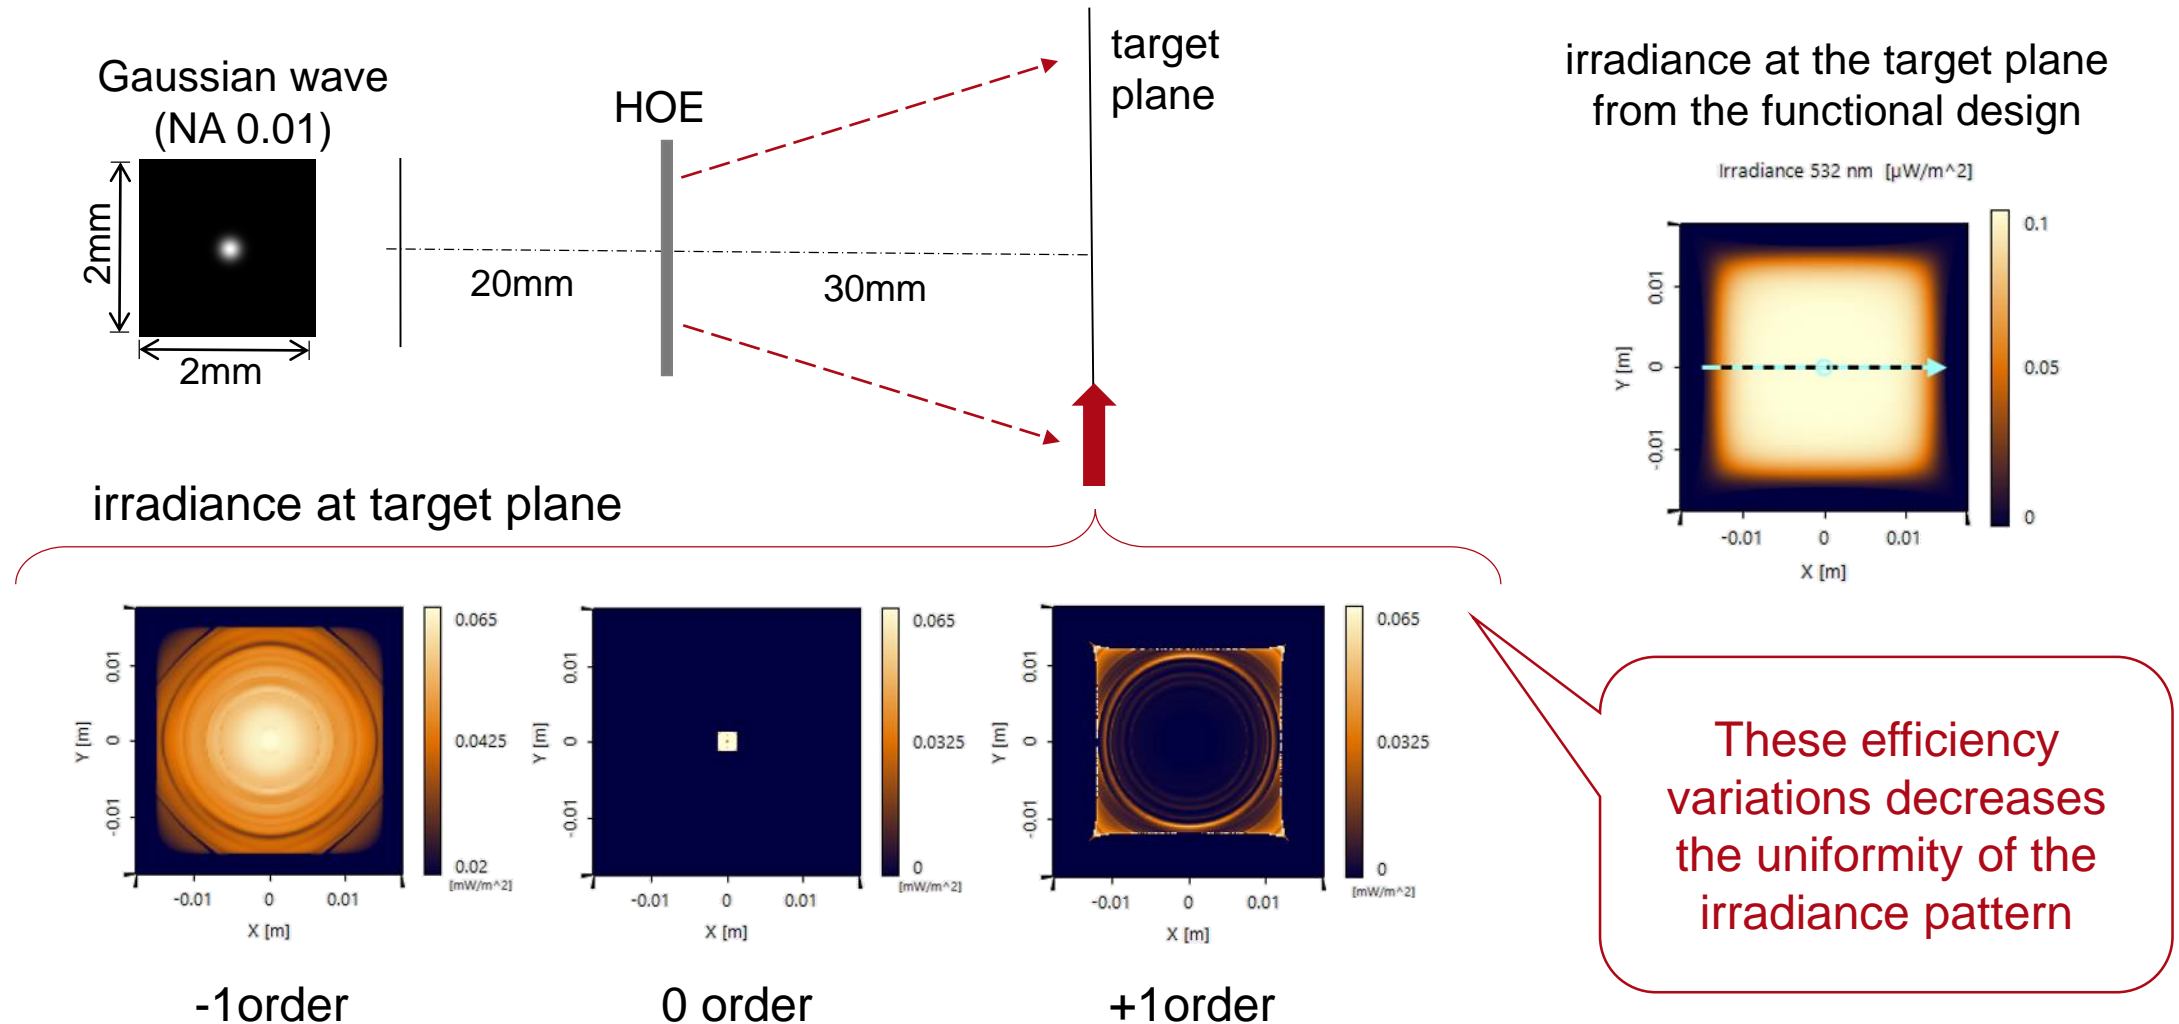 Gaussian wave
(NA 0.01)
2mm
2mm
HOE
20mm
30mm
target
plane
irradiance at the target plane
from the functional design
Irradiance 532 nm [µW/m^2]
0.1
0.05
0
Y [m]
0.01
0
-0.01
-0.01
0
0.01
X [m]
irradiance at target plane
0.065
0.0425
0.02
[mW/m^2]
Y [m]
0.01
0
-0.01
-0.01
0
0.01
X [m]
-1order
0.065
0.0325
0
[mW/m^2]
Y [m]
0.01
0
-0.01
-0.01
0
0.01
X [m]
0 order
0.065
0.0325
0
[mW/m^2]
Y [m]
0.01
0
-0.01
-0.01
0
0.01
X [m]
+1order
These efficiency
variations decreases
the uniformity of the
irradiance pattern